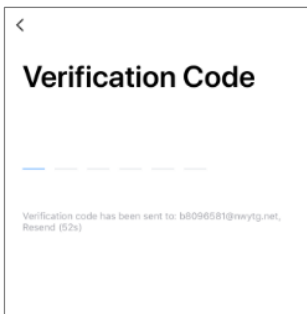 Verification Code
Verification code has been sent to: b8096581@nwytg.net,
Resend (52s)